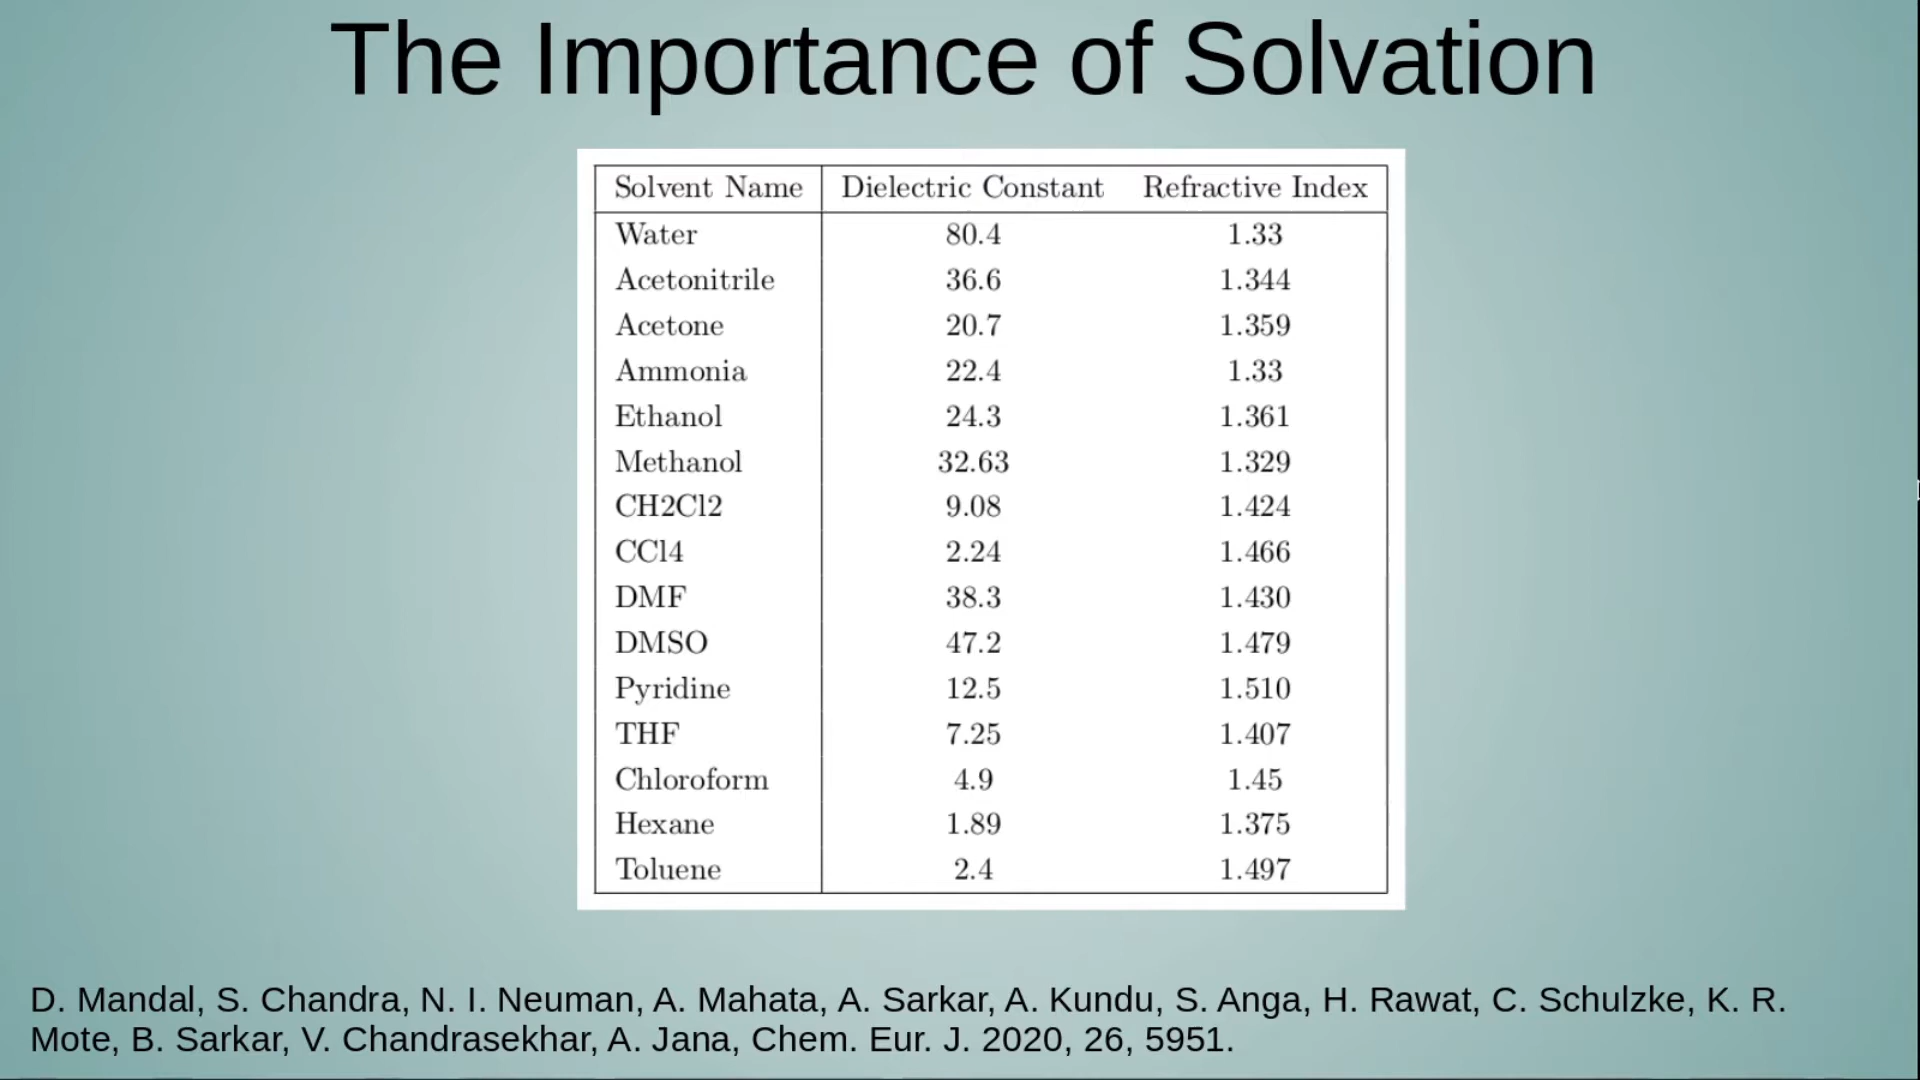 The Importance of Solvation
Solvent Name Dielectric Constant Refractive Index
Water 80.4 1.33
Acetonitrile 36.6 1.344
Acetone 20.7 1.359
Ammonia 22.4 1.33
Ethanol 24.3 1.361
Methanol 32.63 1.329
CH2Cl2 9.08 1.424
CCl4 2.24 1.466
DMF 38.3 1.430
DMSO 47.2 1.479
Pyridine 12.5 1.510
THF 7.25 1.407
Chloroform 4.9 1.45
Hexane 1.89 1.375
Toluene 2.4 1.497
D. Mandal, S. Chandra, N. I. Neuman, A. Mahata, A. Sarkar, A. Kundu, S. Anga, H. Rawat, C. Schulzke, K. R.
Mote, B. Sarkar, V. Chandrasekhar, A. Jana, Chem. Eur. J. 2020, 26, 5951.